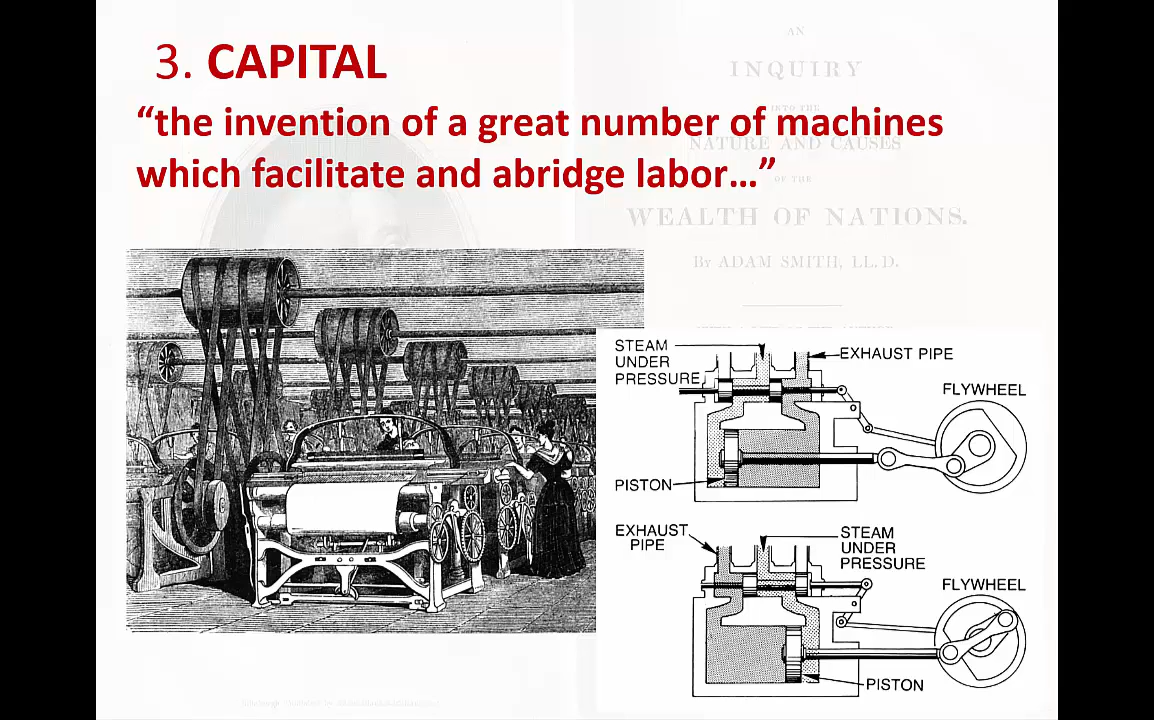 3. CAPITAL
“the invention of a great number of machines
which facilitate and abridge labor…”
AN
INQUIRY
INTO THE
NATURE AND CAUSES
OF THE
WEALTH OF NATIONS.
By ADAM SMITH, LL.D.
STEAM
UNDER
PRESSURE
EXHAUST PIPE
FLYWHEEL
PISTON
EXHAUST
PIPE
STEAM
UNDER
PRESSURE
FLYWHEEL
PISTON